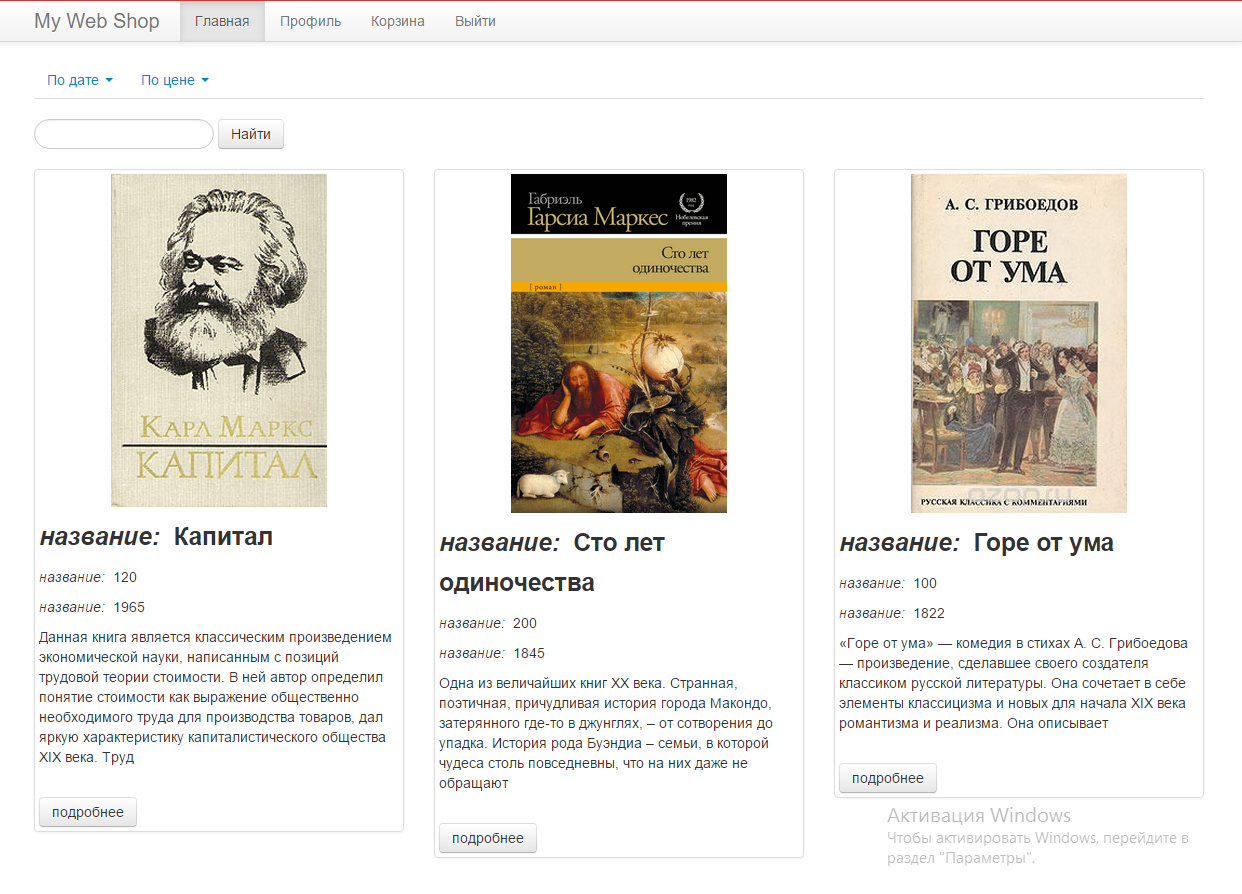 My Web Shop Главная Профиль Корзина Выйти
По дате По цене
Найти
КАРЛ МАРКС
КАПИТАЛ
название: Капитал
название: 120
название: 1965
Данная книга является классическим произведением
экономической науки, написанным с позиций
трудовой теории стоимости. В ней автор определил
понятие стоимости как выражение общественно
необходимого труда для производства товаров, дал
яркую характеристику капиталистического общества
XIX века. Труд
подробнее
Габриэль
Гарсиа Маркес
1982
год
Нобелевская
премия
Сто лет
одиночества
[ роман ]
название: Сто лет
одиночества
название: 200
название: 1845
Одна из величайших книг XX века. Странная,
поэтичная, причудливая история города Макондо,
затерянного где-то в джунглях, – от сотворения до
упадка. История рода Буэндиа – семьи, в которой
чудеса столь повседневны, что на них даже не
обращают
подробнее
А. С. ГРИБОЕДОВ
ГОРЕ
ОТ УМА
ozon.ru
РУССКАЯ КЛАССИКА С КОММЕНТАРИЯМИ
название: Горе от ума
название: 100
название: 1822
«Горе от ума» — комедия в стихах А. С. Грибоедова
— произведение, сделавшее своего создателя
классиком русской литературы. Она сочетает в себе
элементы классицизма и новых для начала XIX века
романтизма и реализма. Она описывает
подробнее
Активация Windows
Чтобы активировать Windows, перейдите в
раздел "Параметры".